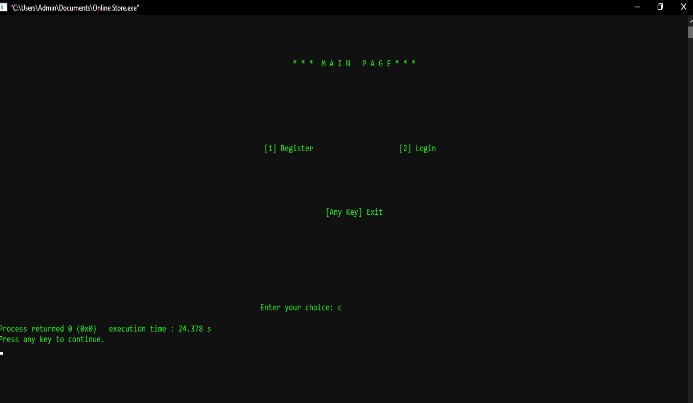 "C:\Users\Admin\Documents\Online Store.exe"
* * * M A I N P A G E * * *
[1] Register [2] Login
[Any Key] Exit
Enter your choice: c
Process returned 0 (0x0) execution time : 24.378 s
Press any key to continue.